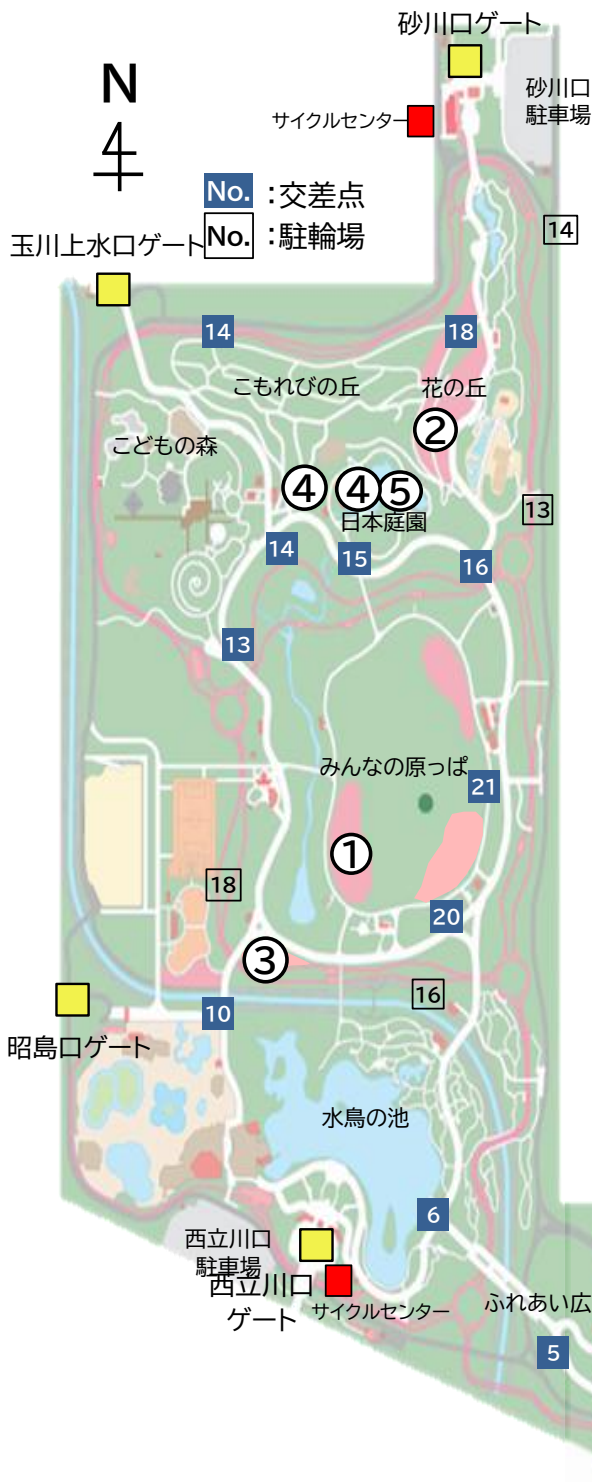 砂川口ゲート
N
砂川口
駐車場
サイクルセンター
No. :交差点
No. :駐輪場
14
玉川上水口ゲート
14
18
こもれびの丘
花の丘
②
こどもの森
④
④
⑤
日本庭園
13
14
15
16
13
みんなの原っぱ
21
①
18
20
③
16
10
昭島口ゲート
水鳥の池
6
西立川口
駐車場
西立川口
ゲート
サイクルセンター
ふれあい広
5